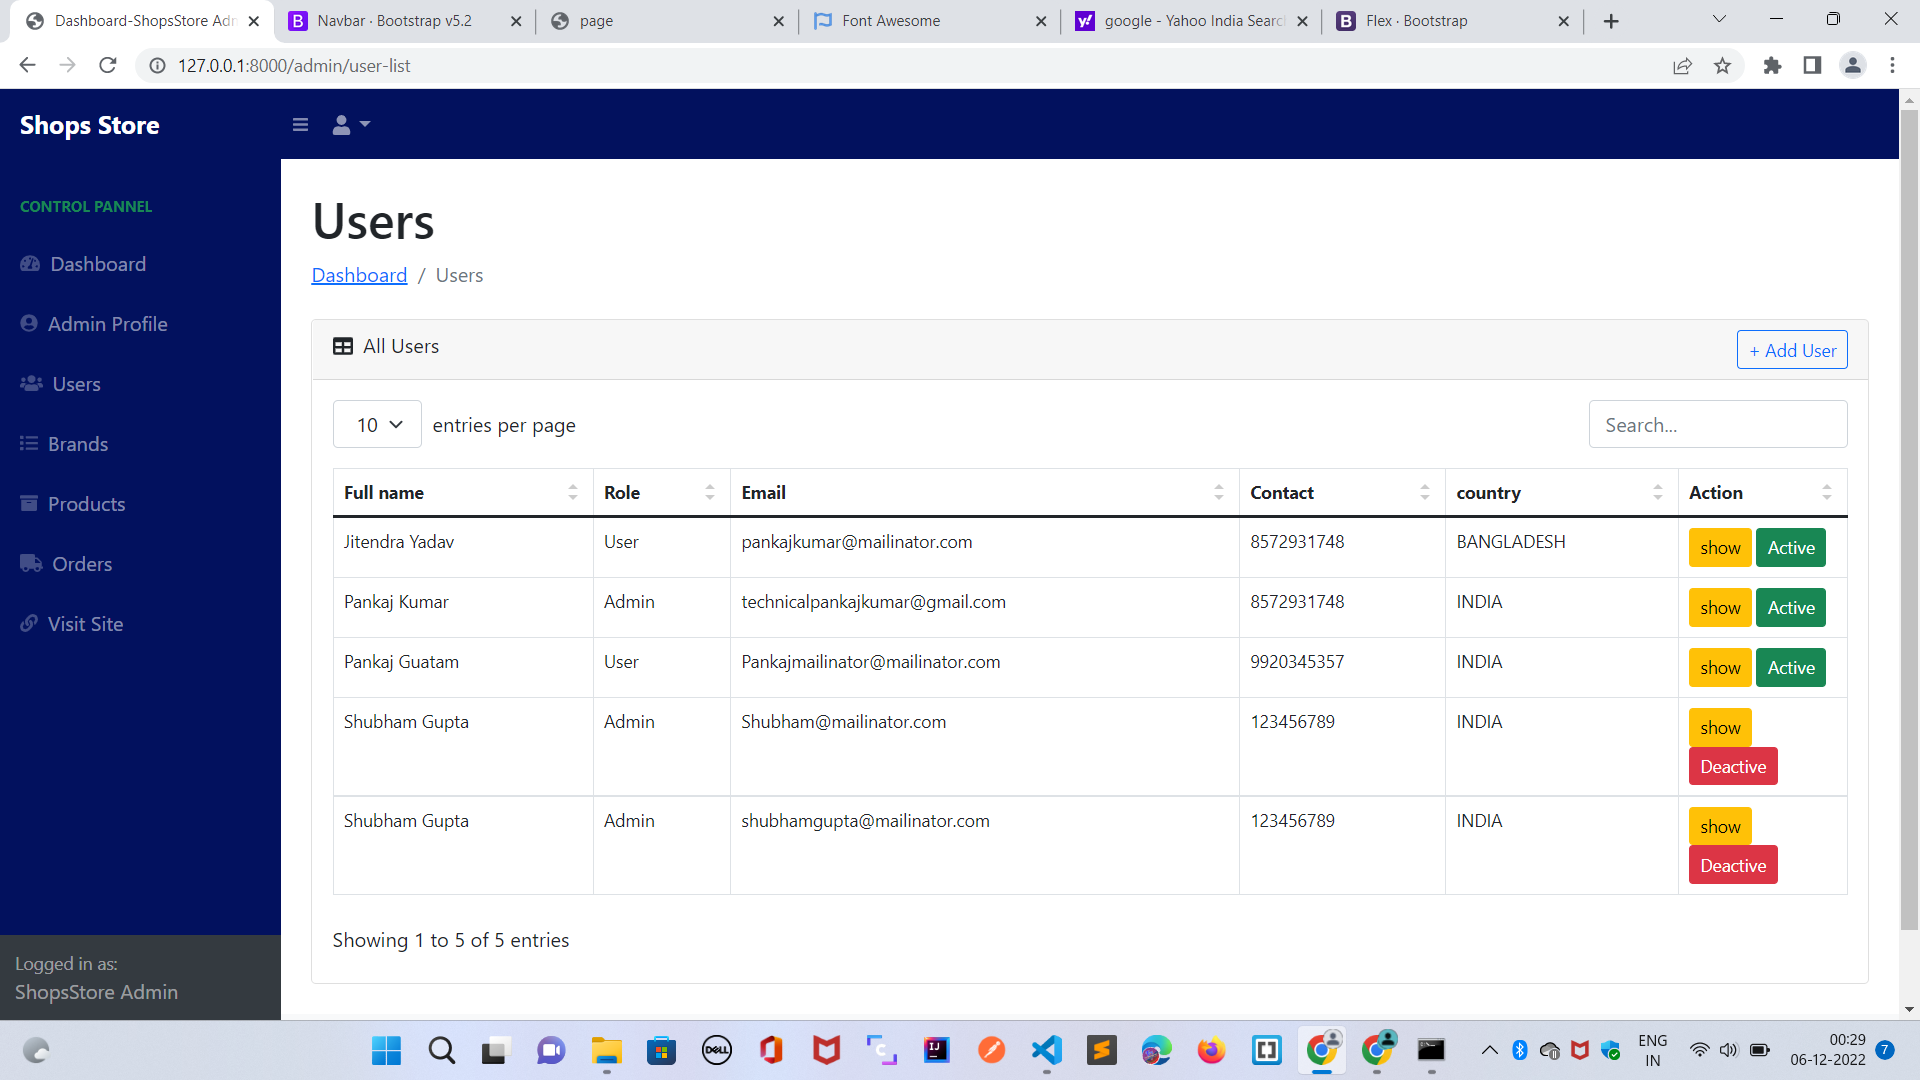 Dashboard-ShopsStore Adm
Navbar · Bootstrap v5.2
page
Font Awesome
google - Yahoo India Search
Flex · Bootstrap
127.0.0.1:8000/admin/user-list
Shops Store
CONTROL PANNEL
Dashboard
Admin Profile
Users
Brands
Products
Orders
Visit Site
Logged in as:
ShopsStore Admin
Users
Dashboard / Users
All Users
+ Add User
10 entries per page
Search...
Full name Role Email Contact country Action
Jitendra Yadav User pankajkumar@mailinator.com 8572931748 BANGLADESH show Active
Pankaj Kumar Admin technicalpankajkumar@gmail.com 8572931748 INDIA show Active
Pankaj Guatam User Pankajmailinator@mailinator.com 9920345357 INDIA show Active
Shubham Gupta Admin Shubham@mailinator.com 123456789 INDIA show
Deactive
Shubham Gupta Admin shubhamgupta@mailinator.com 123456789 INDIA show
Deactive
Showing 1 to 5 of 5 entries
DELL
IJ
ENG
IN
00:29
06-12-2022
7